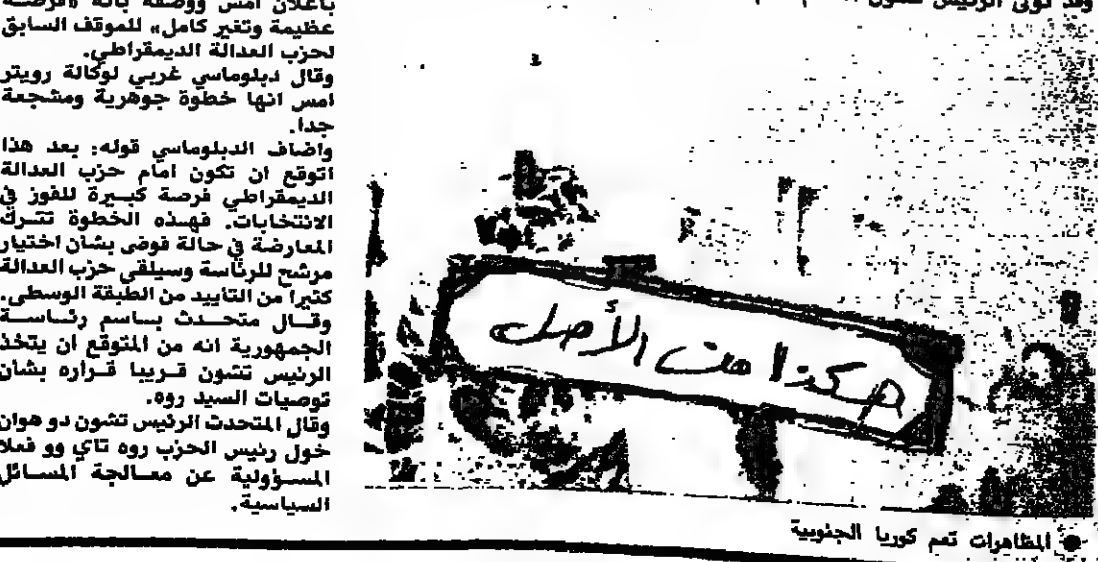 باعلان امس ووصفه بانه «فرصة
عظيمة وتغير كامل» للموقف السابق
لحزب العدالة الديمقراطي.
وقال دبلوماسي غربي لوكالة رويتر
امس انها خطوة جوهرية ومشجعة
جدا.
واضاف الدبلوماسي قوله: بعد هذا
اتوقع ان تكون امام حزب العدالة
الديمقراطي فرصة كبيرة للفوز في
الانتخابات. فهذه الخطوة تترك
المعارضة في حالة فوضى بشان اختيار
مرشح للرئاسة وسيلقى حزب العدالة
كثيرا من التاييد من الطبقة الوسطى.
وقال متحدث باسم رئاسة
الجمهورية انه من المتوقع ان يتخذ
الرئيس تشون قريبا قراره بشان
توصيات السيد روه.
وقال المتحدث الرئيس تشون دو هوان
خول رئيس الحزب روه تاي وو فعلا
المسؤولية عن معالجة المسائل
السياسية.
هكذا من الأصل
المظاهرات تعم كوريا الجنوبية